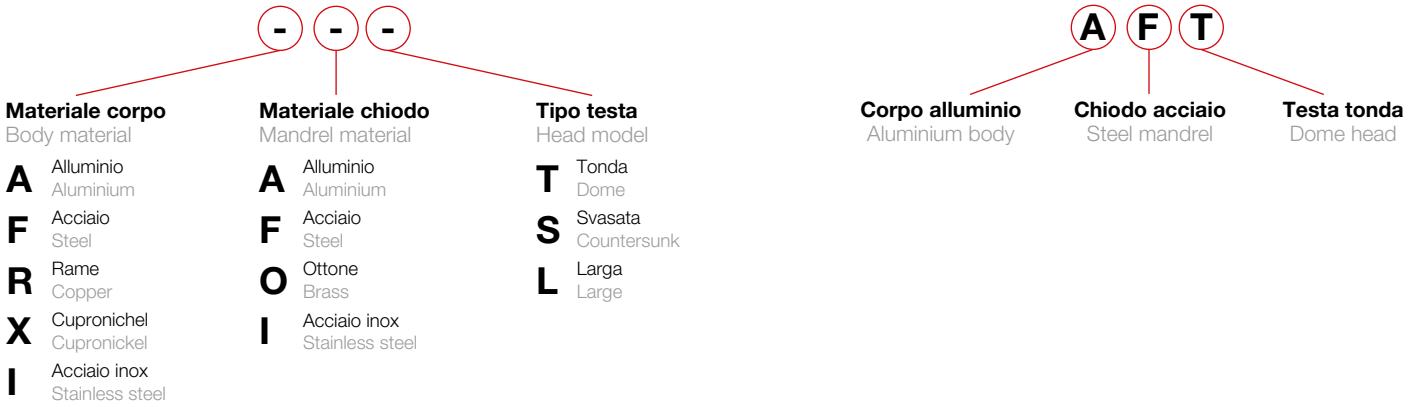 - - -
Materiale corpo
Body material
A Alluminio
Aluminium
F Acciaio
Steel
R Rame
Copper
X Cupronichel
Cupronickel
I Acciaio inox
Stainless steel
Materiale chiodo
Mandrel material
A Alluminio
Aluminium
F Acciaio
Steel
O Ottone
Brass
I Acciaio inox
Stainless steel
Tipo testa
Head model
T Tonda
Dome
S Svasata
Countersunk
L Larga
Large
A F T
Corpo alluminio
Aluminium body
Chiodo acciaio
Steel mandrel
Testa tonda
Dome head